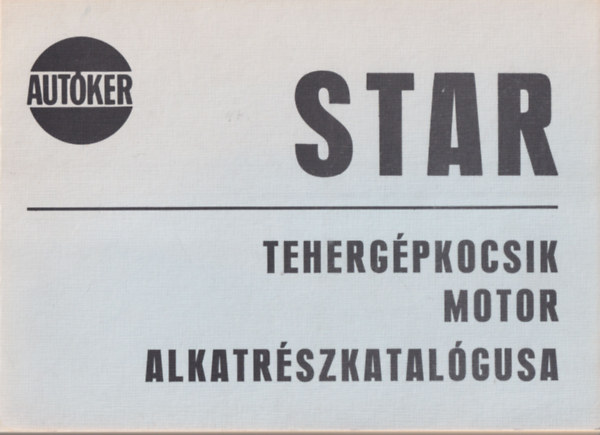 AUTÓKER
STAR
TEHERGÉPKOCSIK
MOTOR
ALKATRÉSZKATALÓGUSA